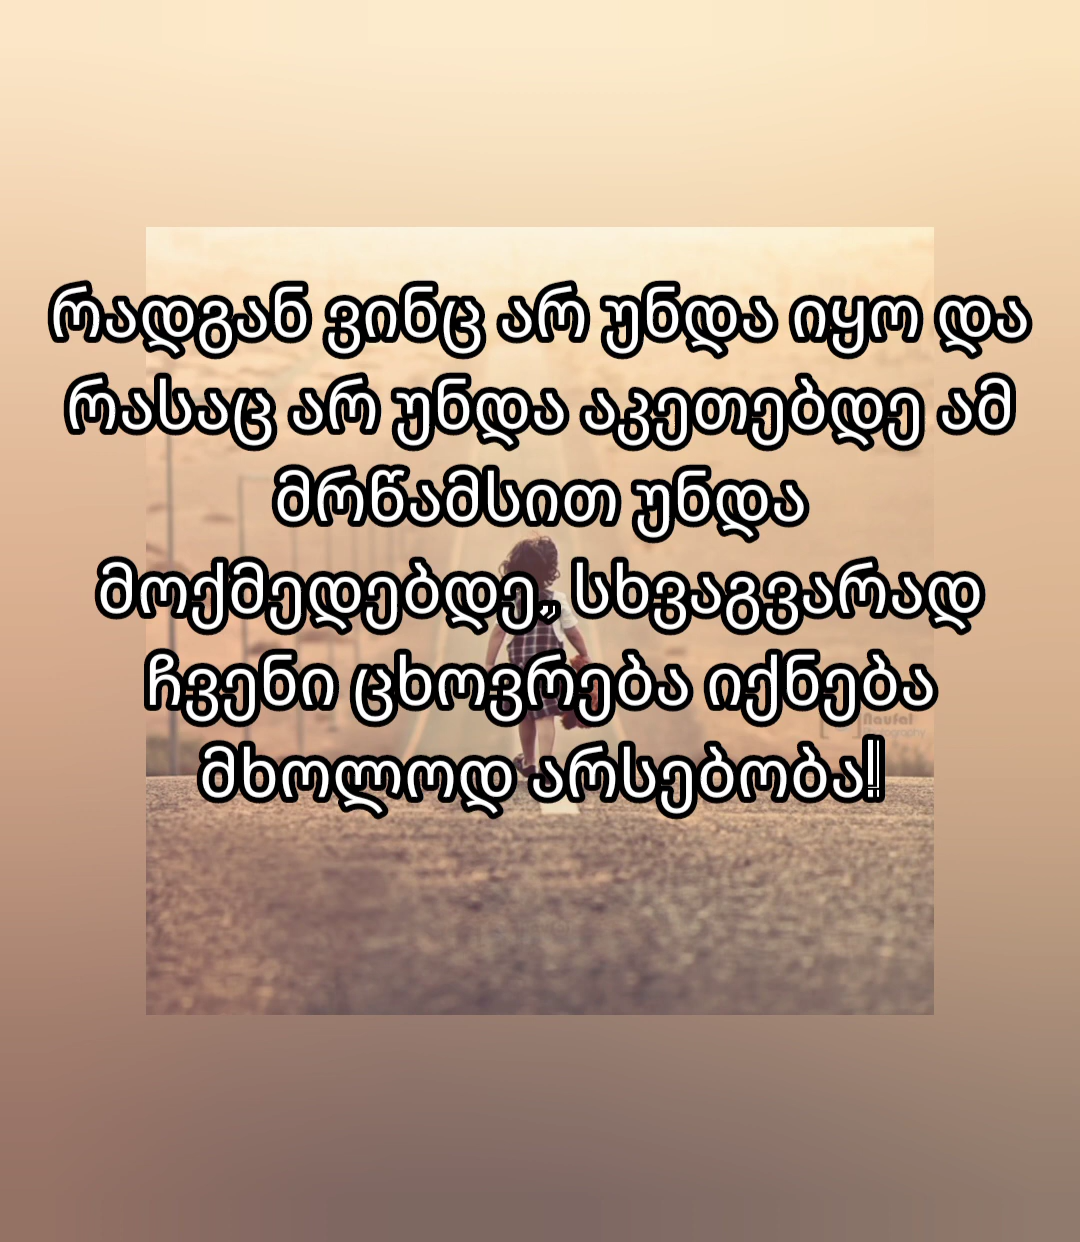 რადგან ვინც არ უნდა იყო და
რასაც არ უნდა აკეთებდე ამ
მრწამსით უნდა
მოქმედებდე,, სხვაგვარად
ჩვენი ცხოვრება იქნება
მხოლოდ არსებობა!!
Naufal